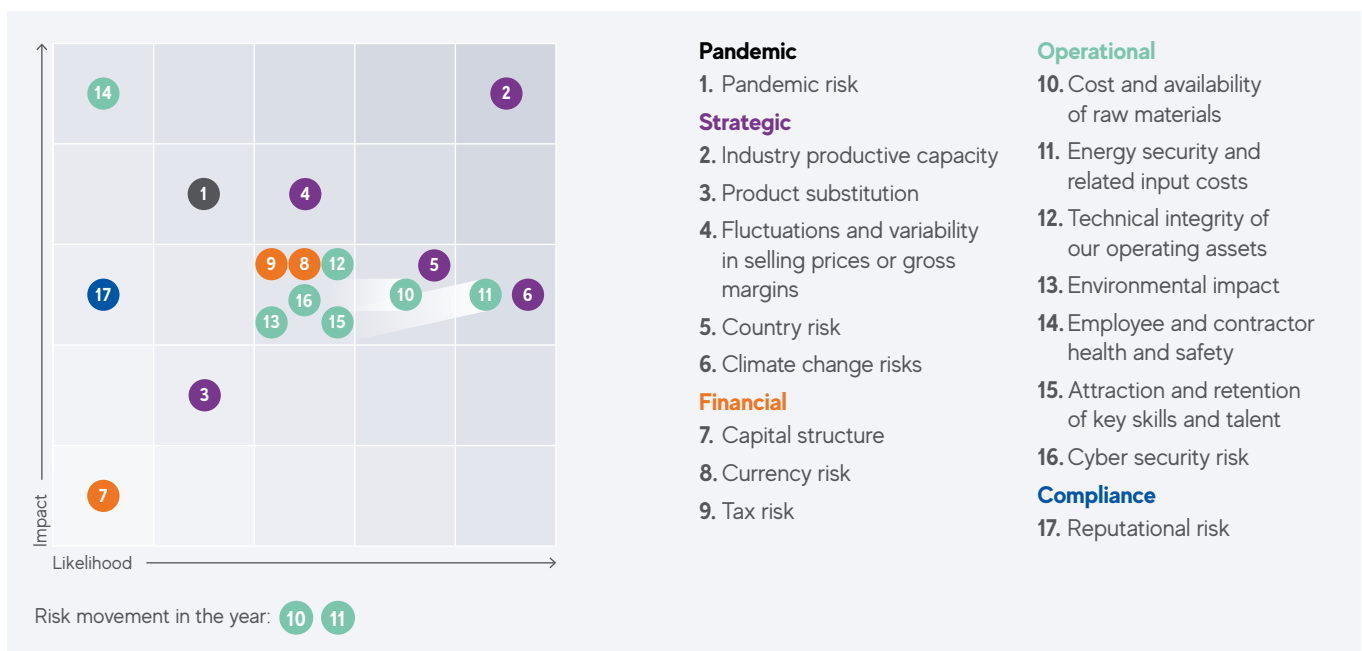 14
2
1
4
9
8
12
5
17
16
10
11
6
13
15
3
7
Impact
Likelihood
Risk movement in the year: 10 11
Pandemic
1. Pandemic risk
Strategic
2. Industry productive capacity
3. Product substitution
4. Fluctuations and variability
in selling prices or gross
margins
5. Country risk
6. Climate change risks
Financial
7. Capital structure
8. Currency risk
9. Tax risk
Operational
10. Cost and availability
of raw materials
11. Energy security and
related input costs
12. Technical integrity of
our operating assets
13. Environmental impact
14. Employee and contractor
health and safety
15. Attraction and retention
of key skills and talent
16. Cyber security risk
Compliance
17. Reputational risk